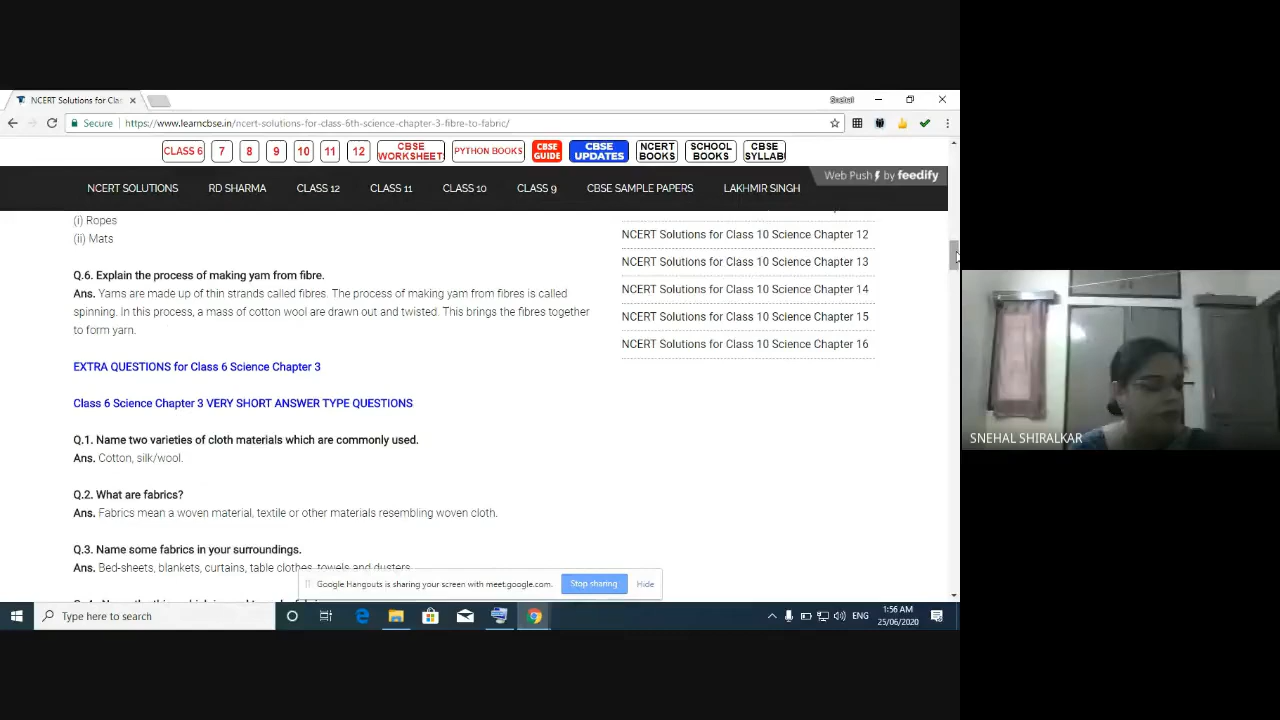 NCERT Solutions for Cla
Snehal
Secure https://www.learncbse.in/ncert-solutions-for-class-6th-science-chapter-3-fibre-to-fabric/
CLASS 6 7 8 9 10 11 12 CBSE WORKSHEET PYTHON BOOKS CBSE GUIDE CBSE UPDATES NCERT BOOKS SCHOOL BOOKS CBSE SYLLAB
Web Push by feedify
NCERT SOLUTIONS RD SHARMA CLASS 12 CLASS 11 CLASS 10 CLASS 9 CBSE SAMPLE PAPERS LAKHMIR SINGH
(i) Ropes
(ii) Mats
Q.6. Explain the process of making yam from fibre.
Ans. Yams are made up of thin strands called fibres. The process of making yam from fibres is called
spinning. In this process, a mass of cotton wool are drawn out and twisted. This brings the fibres together
to form yarn.
EXTRA QUESTIONS for Class 6 Science Chapter 3
Class 6 Science Chapter 3 VERY SHORT ANSWER TYPE QUESTIONS
Q.1. Name two varieties of cloth materials which are commonly used.
Ans. Cotton, silk/wool.
Q.2. What are fabrics?
Ans. Fabrics mean a woven material, textile or other materials resembling woven cloth.
Q.3. Name some fabrics in your surroundings.
Ans. Bed-sheets, blankets, curtains, table clothes, towels and dusters.
NCERT Solutions for Class 10 Science Chapter 12
NCERT Solutions for Class 10 Science Chapter 13
NCERT Solutions for Class 10 Science Chapter 14
NCERT Solutions for Class 10 Science Chapter 15
NCERT Solutions for Class 10 Science Chapter 16
Google Hangouts is sharing your screen with meet.google.com. Stop sharing Hide
Type here to search
ENG
1:56 AM
25/06/2020
SNEHAL SHIRALKAR